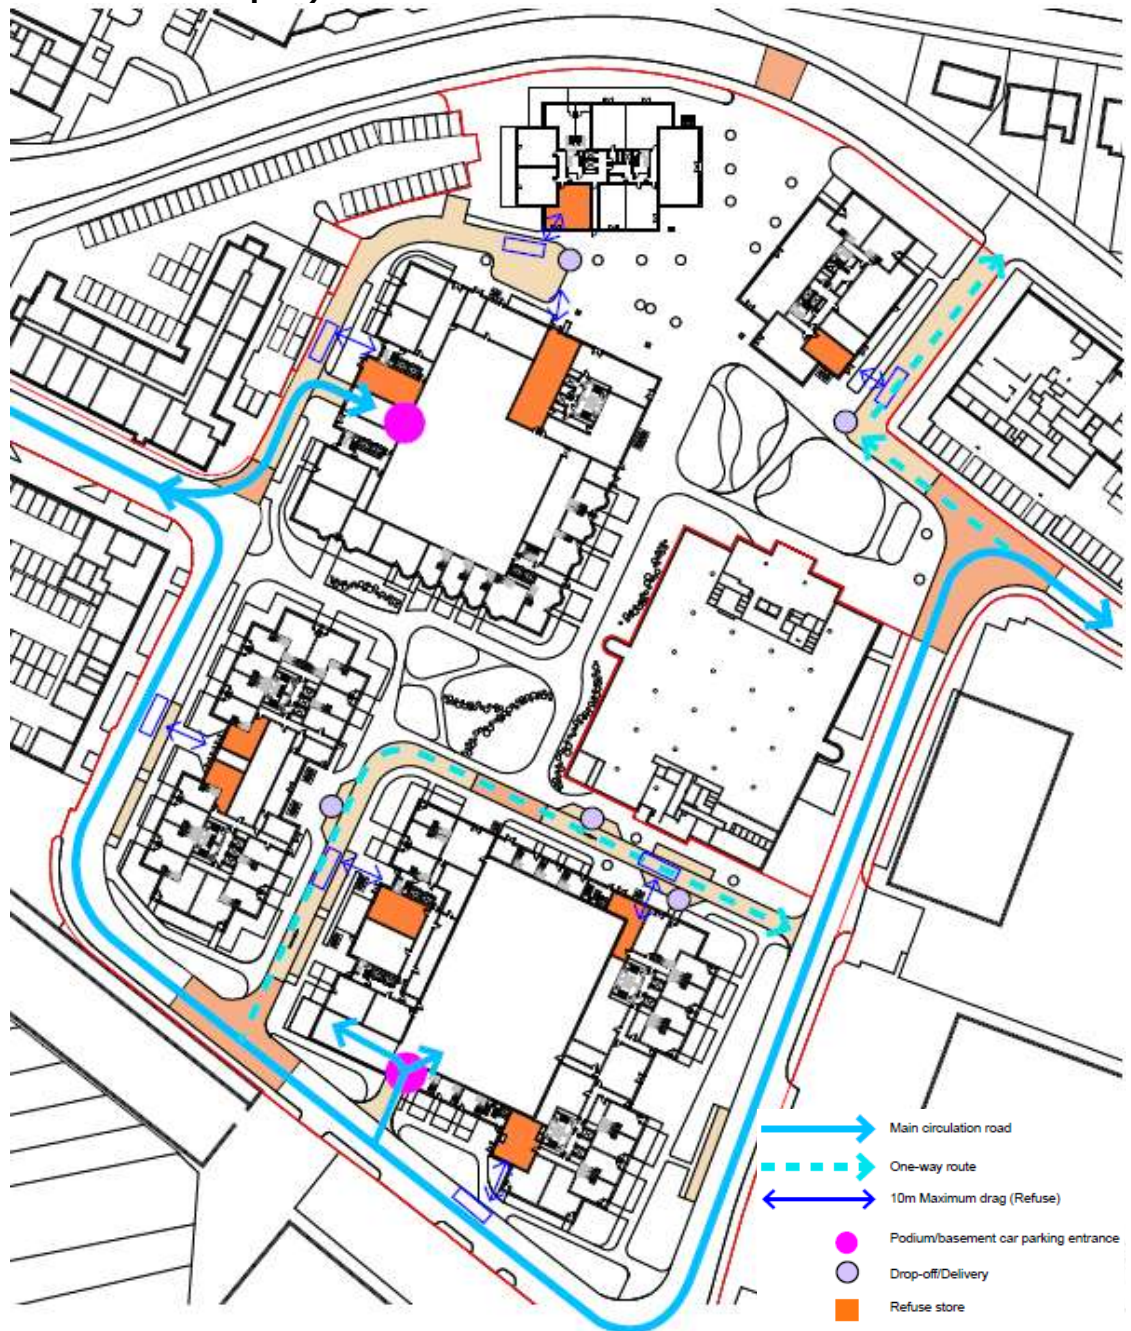 Main circulation road
One-way route
10m Maximum drag (Refuse)
Podium/basement car parking entrance
Drop-off/Delivery
Refuse store